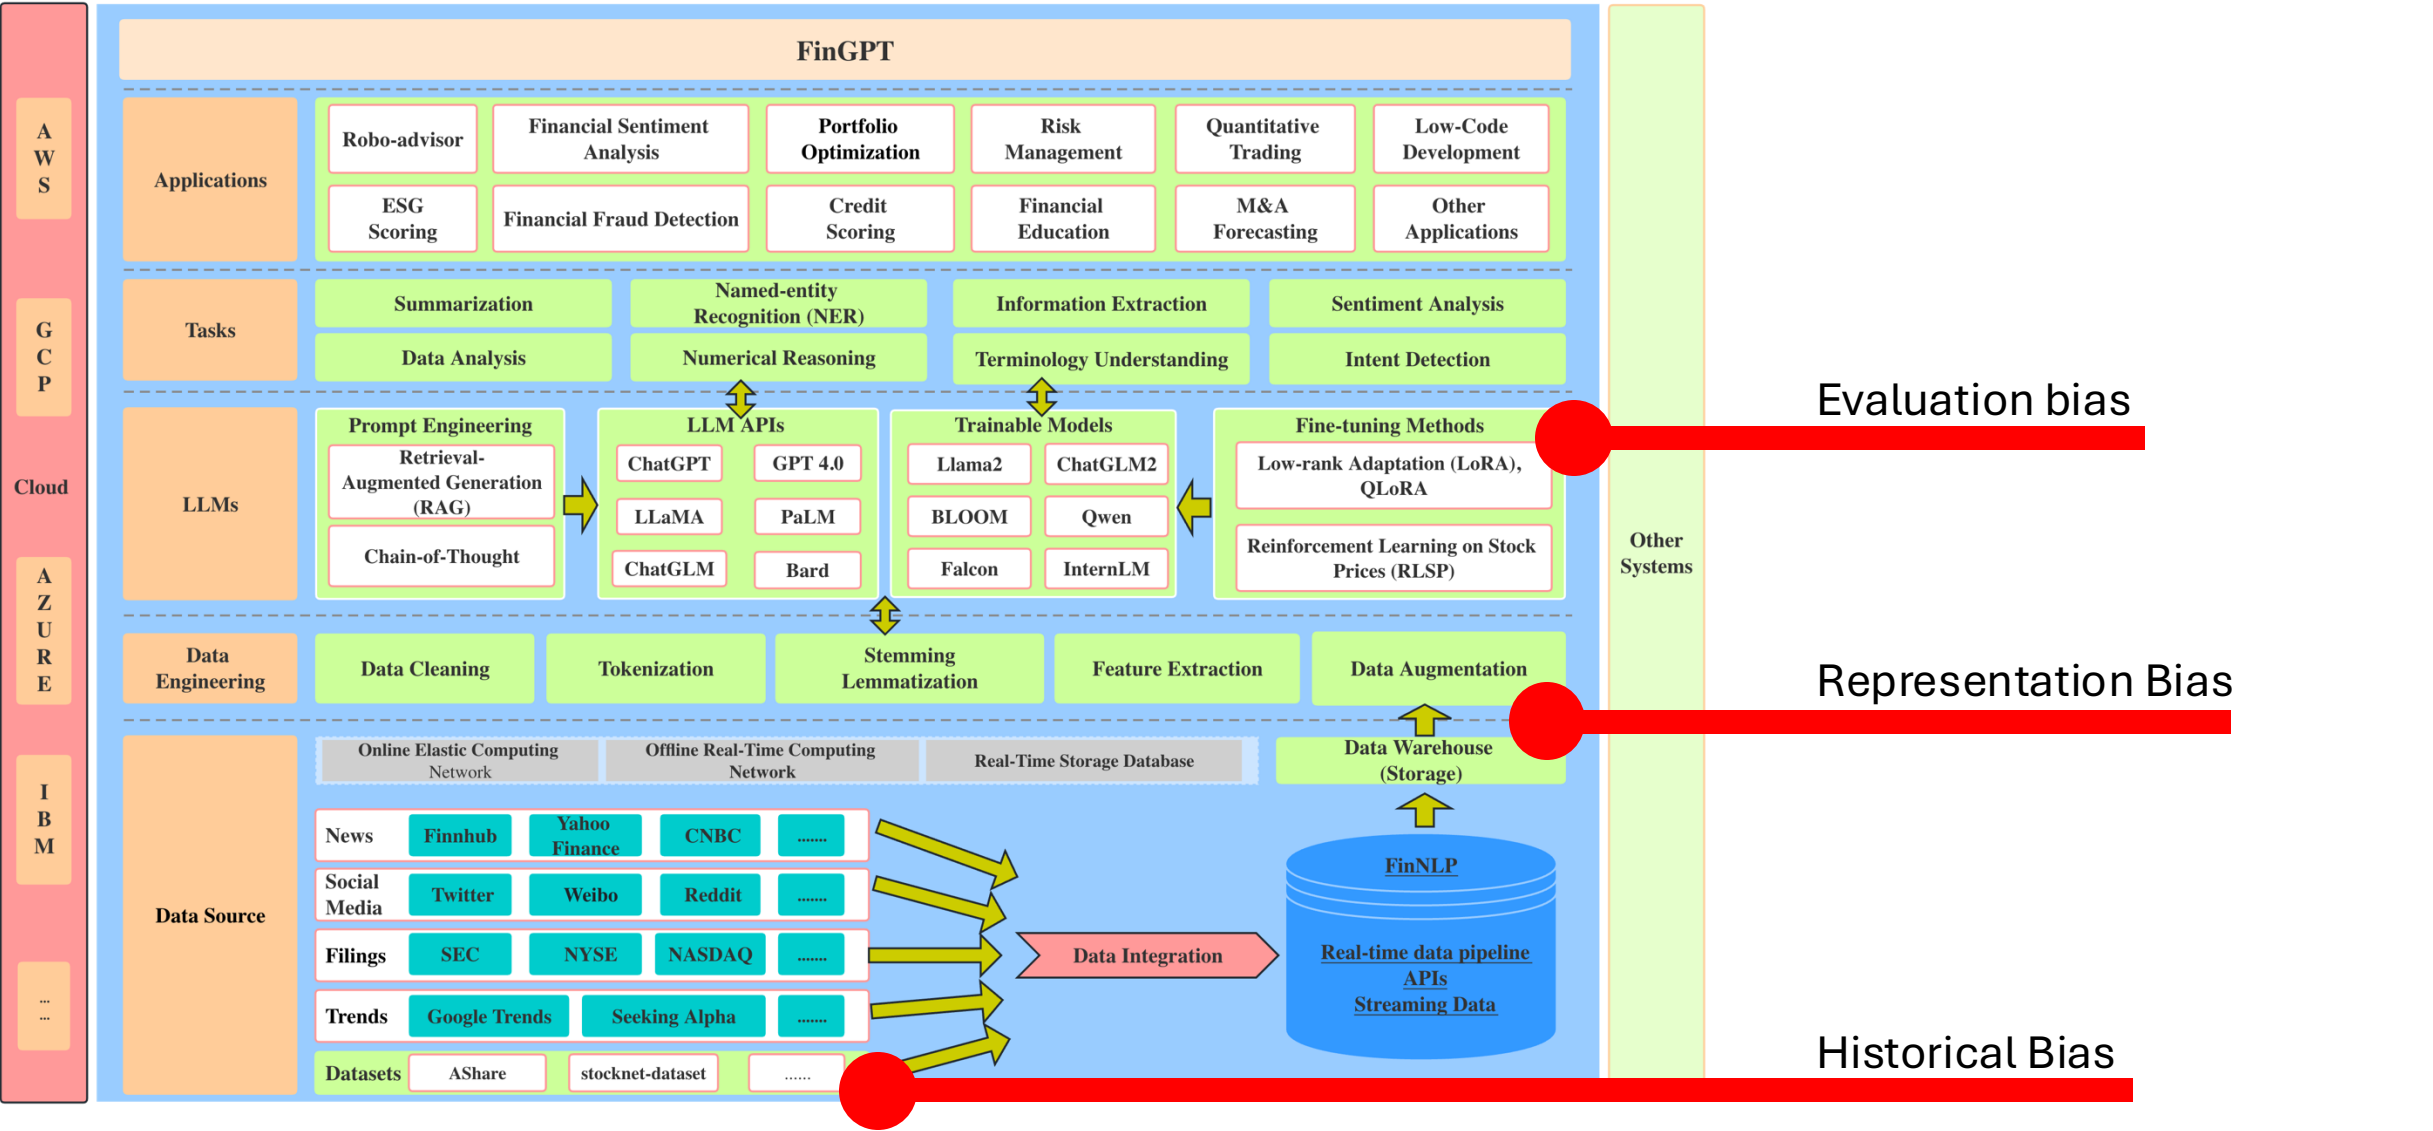 FinGPT
A
W
S
G
C
P
Cloud
A
Z
U
R
E
I
B
M
...
...
Applications
Robo-advisor
Financial Sentiment
Analysis
Portfolio
Optimization
Risk
Management
Quantitative
Trading
Low-Code
Development
ESG
Scoring
Financial Fraud Detection
Credit
Scoring
Financial
Education
M&A
Forecasting
Other
Applications
Tasks
Summarization
Named-entity
Recognition (NER)
Information Extraction
Sentiment Analysis
Data Analysis
Numerical Reasoning
Terminology Understanding
Intent Detection
LLMs
Prompt Engineering
Retrieval-
Augmented Generation
(RAG)
Chain-of-Thought
LLM APIs
ChatGPT
GPT 4.0
LLaMA
PaLM
ChatGLM
Bard
Trainable Models
Llama2
ChatGLM2
BLOOM
Qwen
Falcon
InternLM
Fine-tuning Methods
Low-rank Adaptation (LoRA),
QLoRA
Reinforcement Learning on Stock
Prices (RLSP)
Data
Engineering
Data Cleaning
Tokenization
Stemming
Lemmatization
Feature Extraction
Data Augmentation
Data Source
Online Elastic Computing
Network
Offline Real-Time Computing
Network
Real-Time Storage Database
Data Warehouse
(Storage)
News
Finnhub
Yahoo
Finance
CNBC
.......
Social
Media
Twitter
Weibo
Reddit
.......
Filings
SEC
NYSE
NASDAQ
.......
Trends
Google Trends
Seeking Alpha
.......
Datasets
AShare
stocknet-dataset
......
Data Integration
FinNLP
Real-time data pipeline
APIs
Streaming Data
Other
Systems
Evaluation bias
Representation Bias
Historical Bias